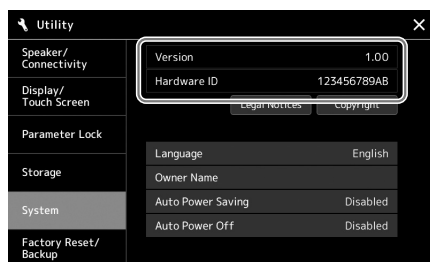 Utility
Speaker/
Connectivity
Display/
Touch Screen
Parameter Lock
Storage
System
Factory Reset/
Backup
Version 1.00
Hardware ID 123456789AB
Legal Notices Copyright
Language English
Owner Name
Auto Power Saving Disabled
Auto Power Off Disabled